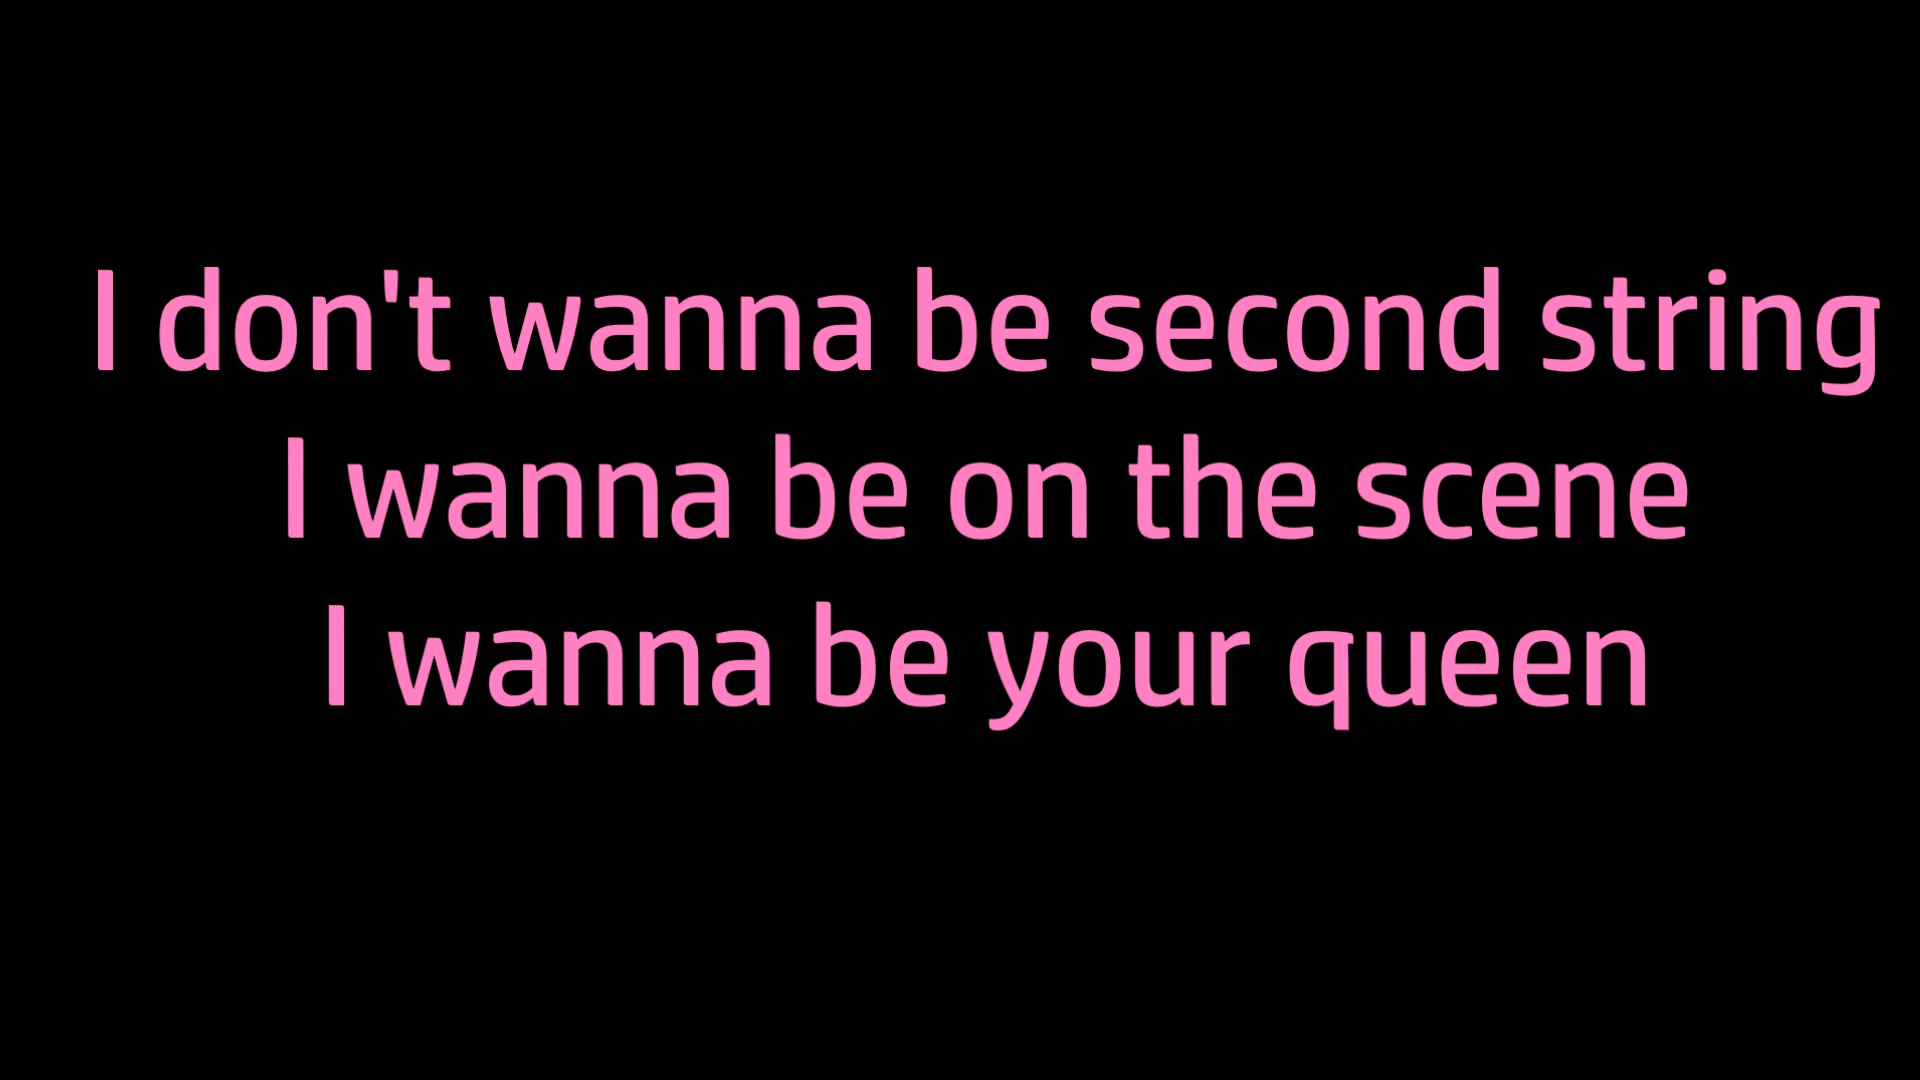 I don't wanna be second string
I wanna be on the scene
I wanna be your queen